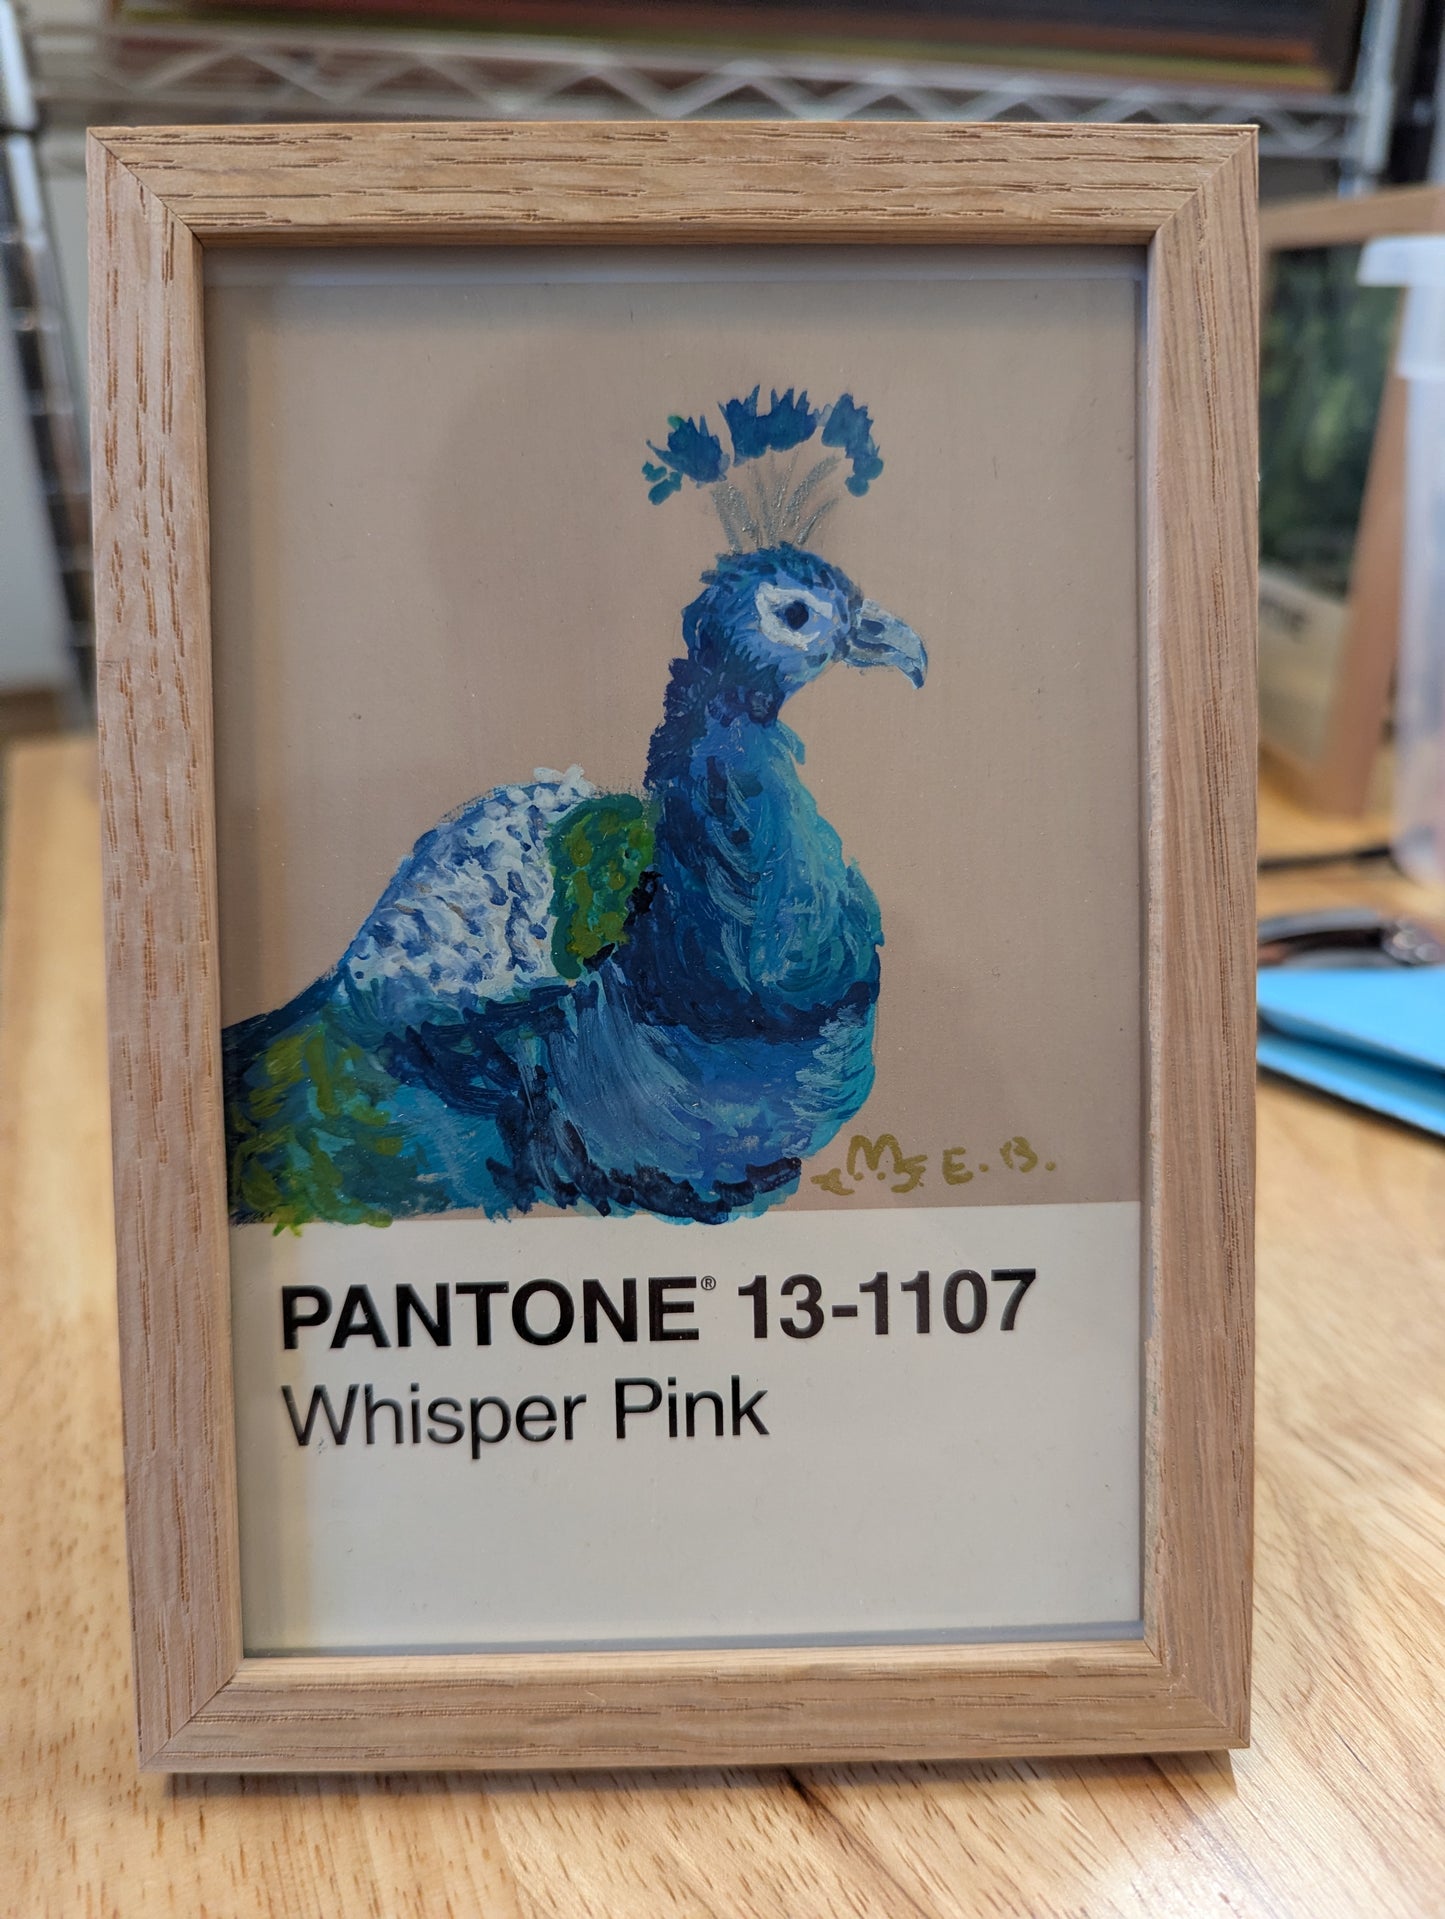 E.B.
PANTONE® 13-1107
Whisper Pink